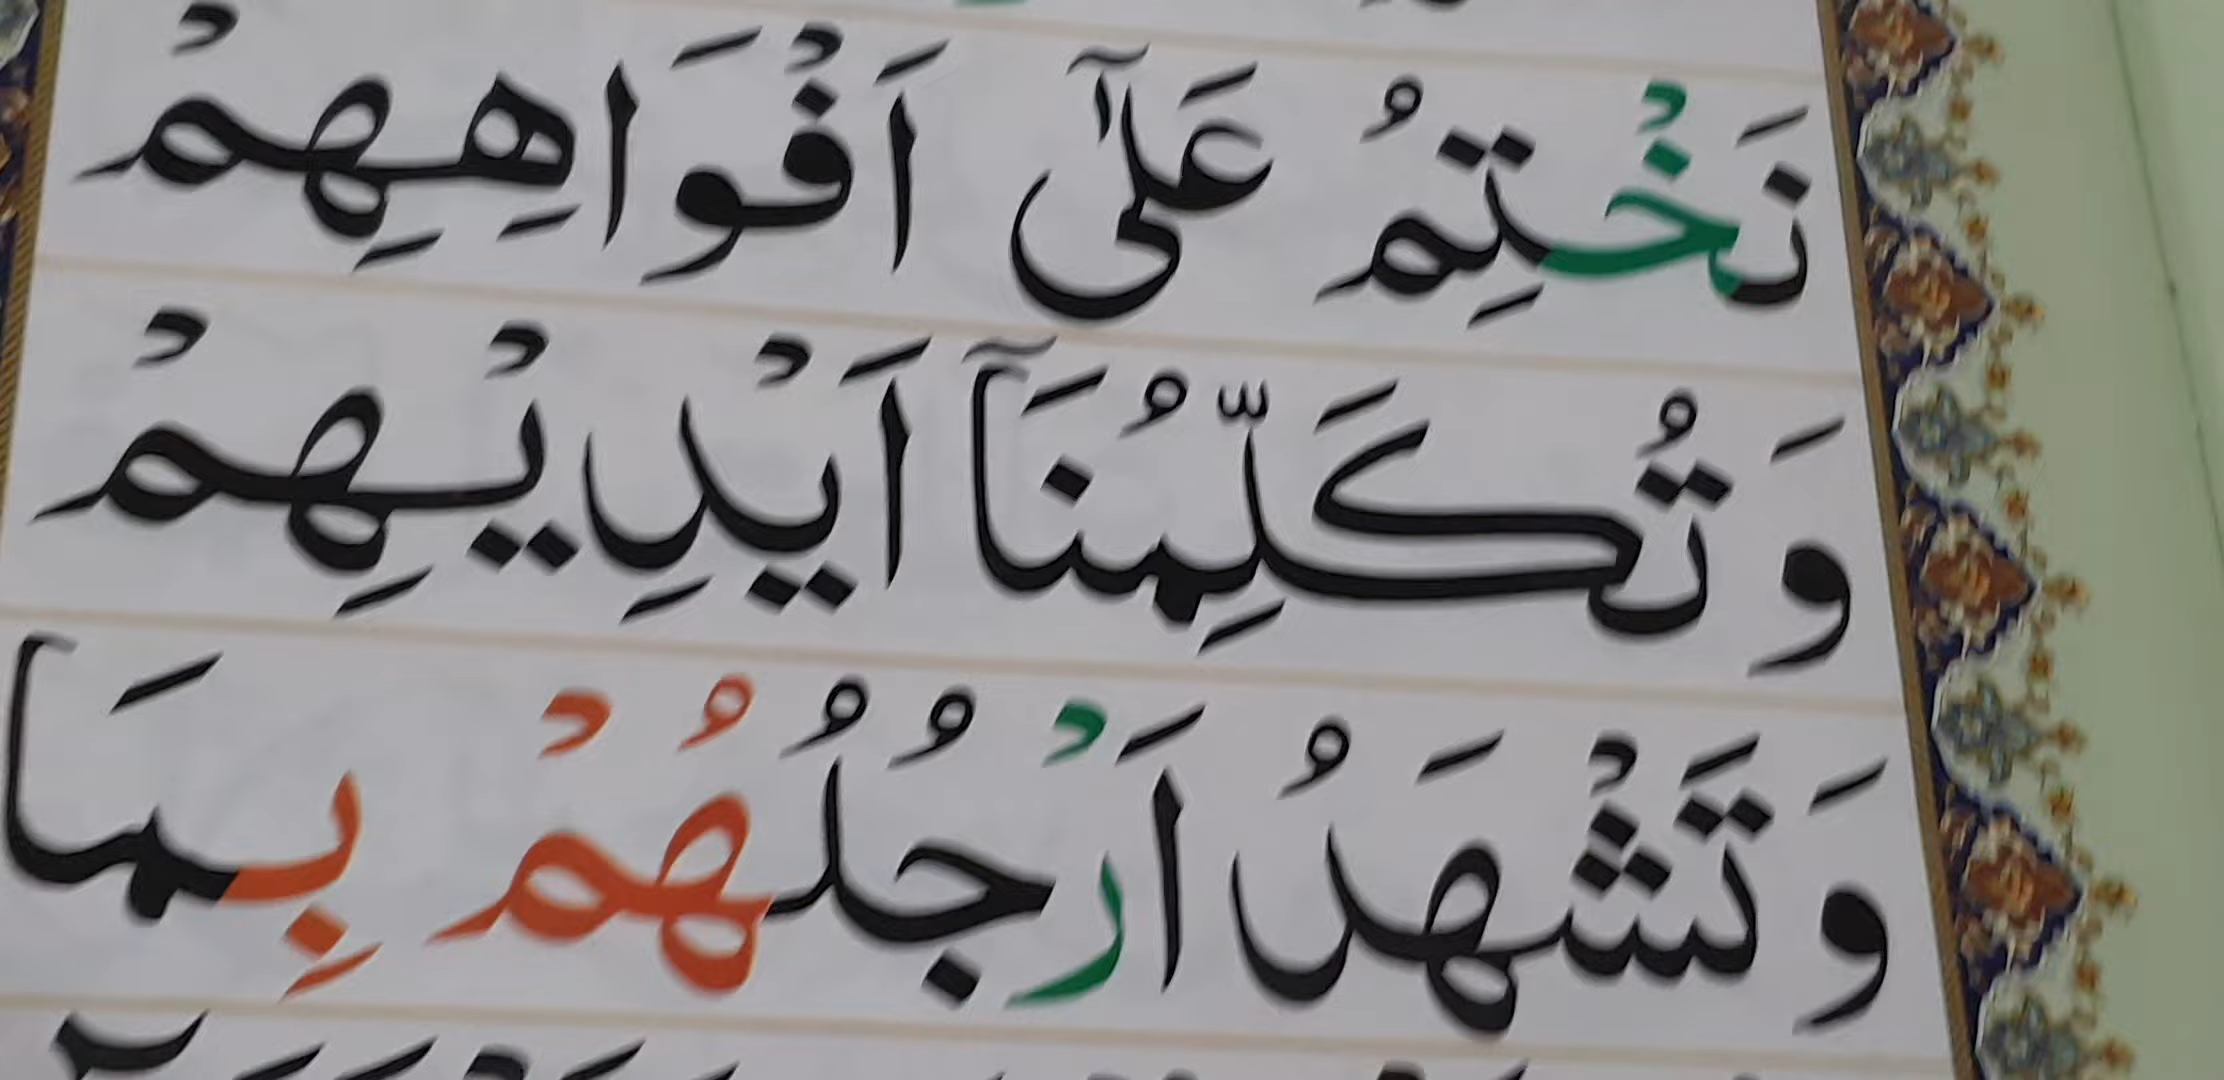 نَخْتِمُ عَلٰٓى اَفْوَاهِهِمْ
وَتُكَلِّمُنَآ اَيْدِيْهِمْ
وَتَشْهَدُ اَرْجُلُهُمْ بِمَا